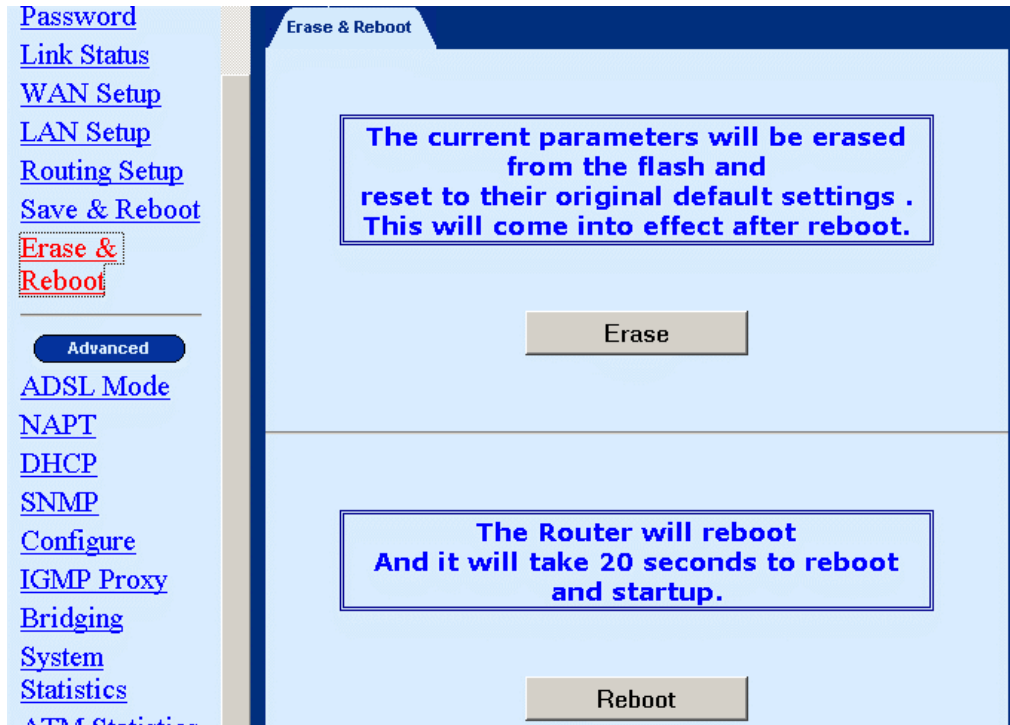 Password
Link Status
WAN Setup
LAN Setup
Routing Setup
Save & Reboot
Erase &
Reboot
Advanced
ADSL Mode
NAPT
DHCP
SNMP
Configure
IGMP Proxy
Bridging
System
Statistics
ATM Statistics
Erase & Reboot
The current parameters will be erased
from the flash and
reset to their original default settings .
This will come into effect after reboot.
Erase
The Router will reboot
And it will take 20 seconds to reboot
and startup.
Reboot